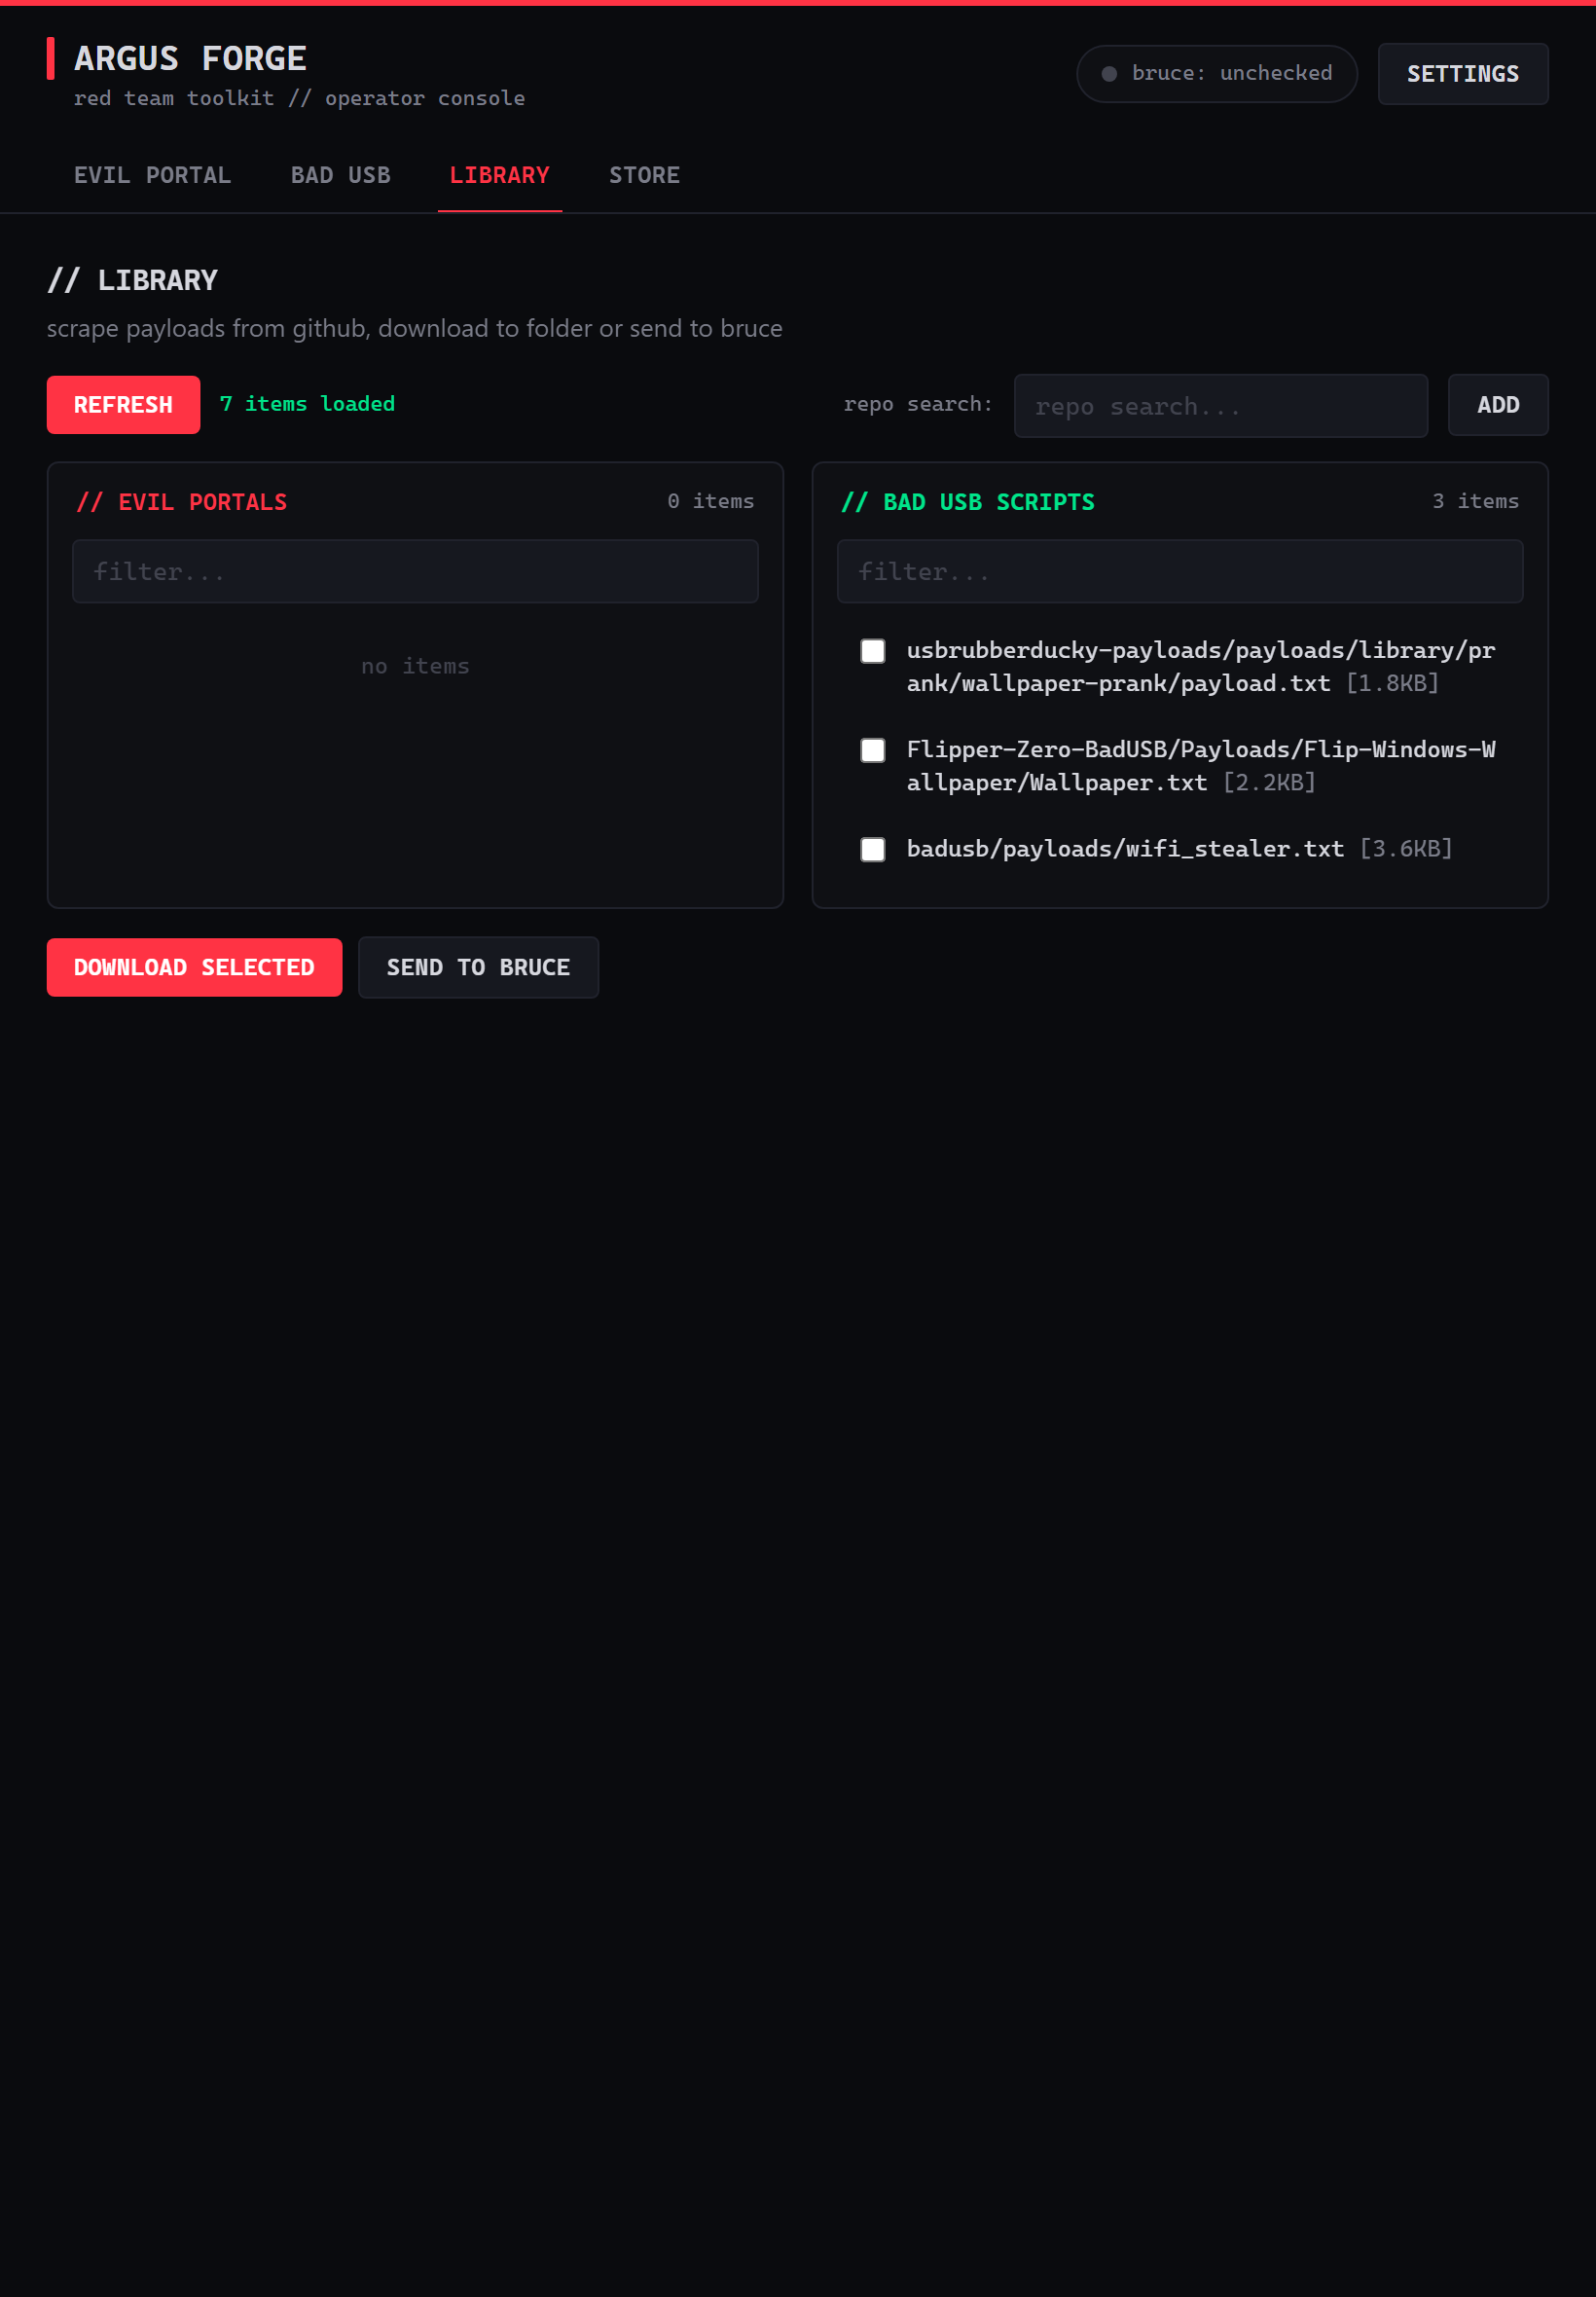 ARGUS FORGE
red team toolkit // operator console
bruce: unchecked
SETTINGS
EVIL PORTAL
BAD USB
LIBRARY
STORE
// LIBRARY
scrape payloads from github, download to folder or send to bruce
REFRESH
7 items loaded
repo search:
repo search...
ADD
// EVIL PORTALS
0 items
filter...
no items
// BAD USB SCRIPTS
3 items
filter...
usbrubberducky-payloads/payloads/library/pr
ank/wallpaper-prank/payload.txt [1.8KB]
Flipper-Zero-BadUSB/Payloads/Flip-Windows-W
allpaper/Wallpaper.txt [2.2KB]
badusb/payloads/wifi_stealer.txt [3.6KB]
DOWNLOAD SELECTED
SEND TO BRUCE